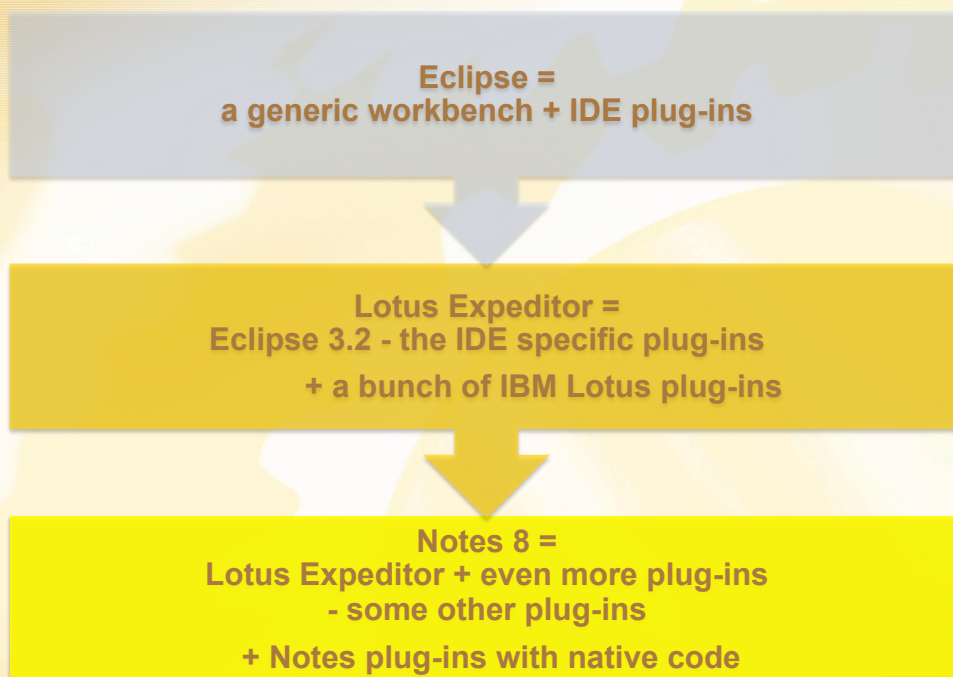 Eclipse =
a generic workbench + IDE plug-ins
Lotus Expeditor =
Eclipse 3.2 - the IDE specific plug-ins
+ a bunch of IBM Lotus plug-ins
Notes 8 =
Lotus Expeditor + even more plug-ins
- some other plug-ins
+ Notes plug-ins with native code